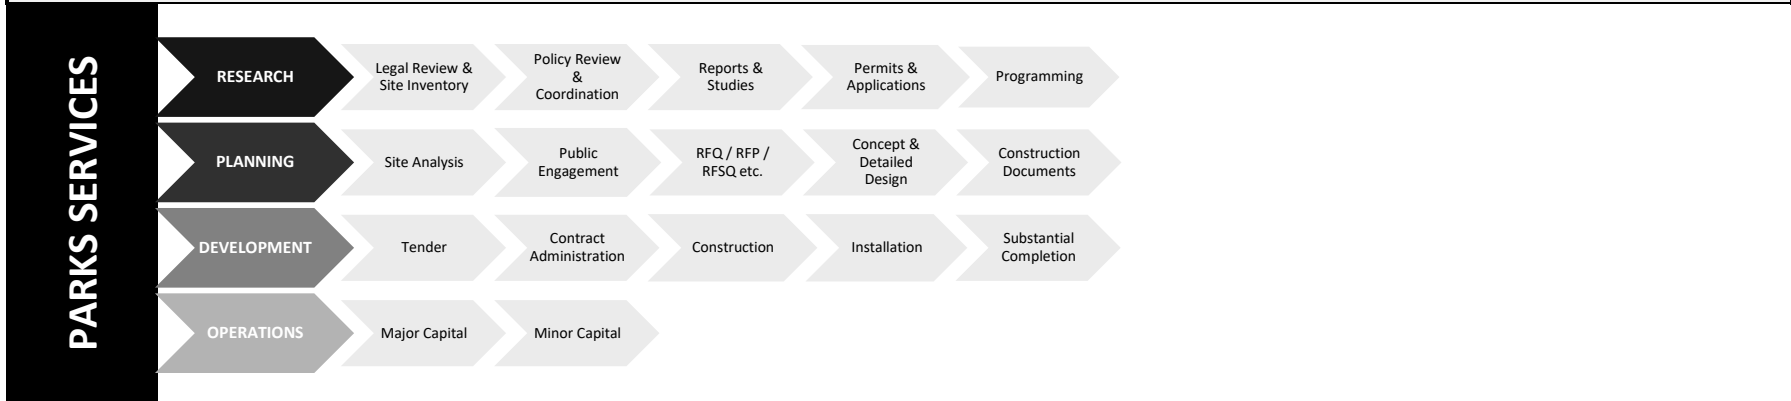 PARKS SERVICES
RESEARCH
Legal Review &
Site Inventory
Policy Review
&
Coordination
Reports &
Studies
Permits &
Applications
Programming
PLANNING
Site Analysis
Public
Engagement
RFQ / RFP /
RFSQ etc.
Concept &
Detailed
Design
Construction
Documents
DEVELOPMENT
Tender
Contract
Administration
Construction
Installation
Substantial
Completion
OPERATIONS
Major Capital
Minor Capital